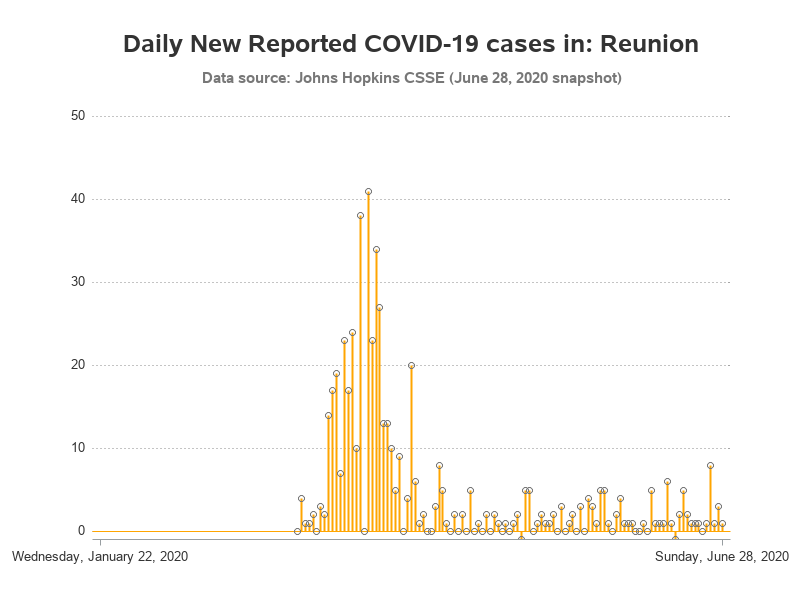 Daily New Reported COVID-19 cases in: Reunion
Data source: Johns Hopkins CSSE (June 28, 2020 snapshot)
50
40
30
20
10
0
Wednesday, January 22, 2020
Sunday, June 28, 2020